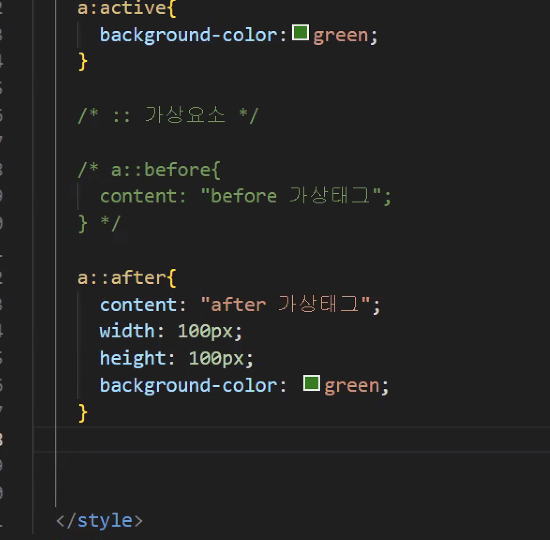 a:active{
background-color: green;
}
/* :: 가상요소 */
/* a::before{
content: "before 가상태그";
} */
a::after{
content: "after 가상태그";
width: 100px;
height: 100px;
background-color: green;
}
</style>